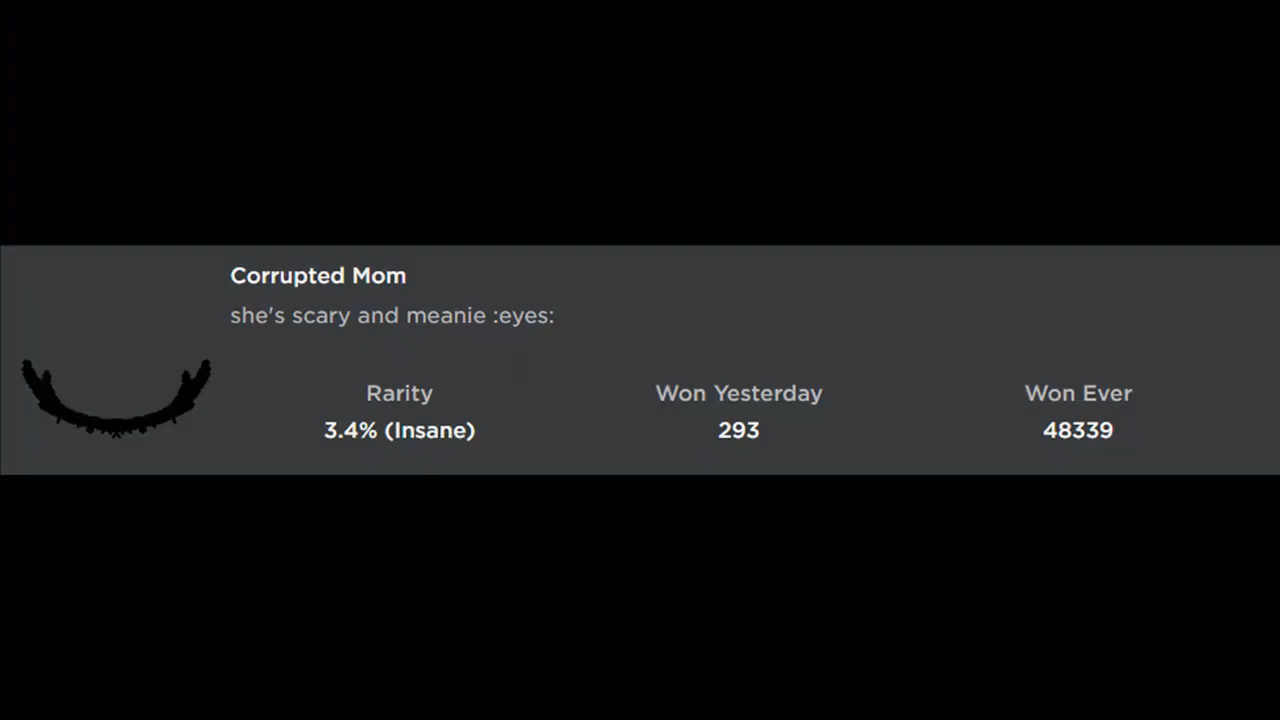 Corrupted Mom
she's scary and meanie :eyes:
Rarity Won Yesterday Won Ever
3.4% (Insane) 293 48339